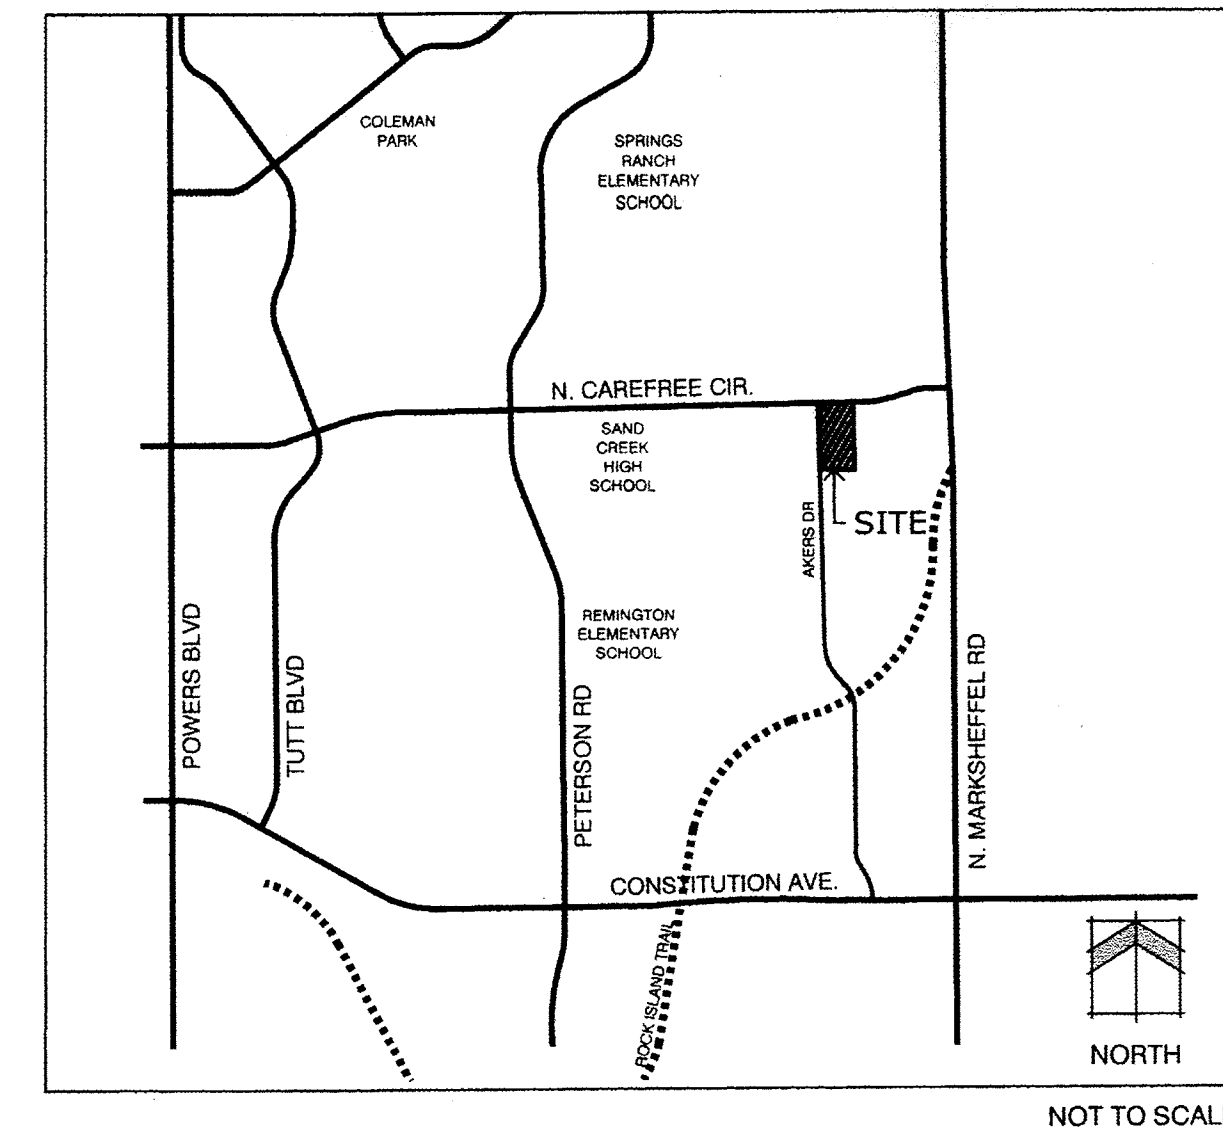 COLEMAN
PARK
SPRINGS
RANCH
ELEMENTARY
SCHOOL
N. CAREFREE CIR.
SAND
CREEK
HIGH
SCHOOL
AKERS DR
SITE
REMINGTON
ELEMENTARY
SCHOOL
POWERS BLVD
TUTT BLVD
PETERSON RD
N. MARKSHEFFEL RD
CONSTITUTION AVE.
ROCK ISLAND TRAIL
NORTH
NOT TO SCAL